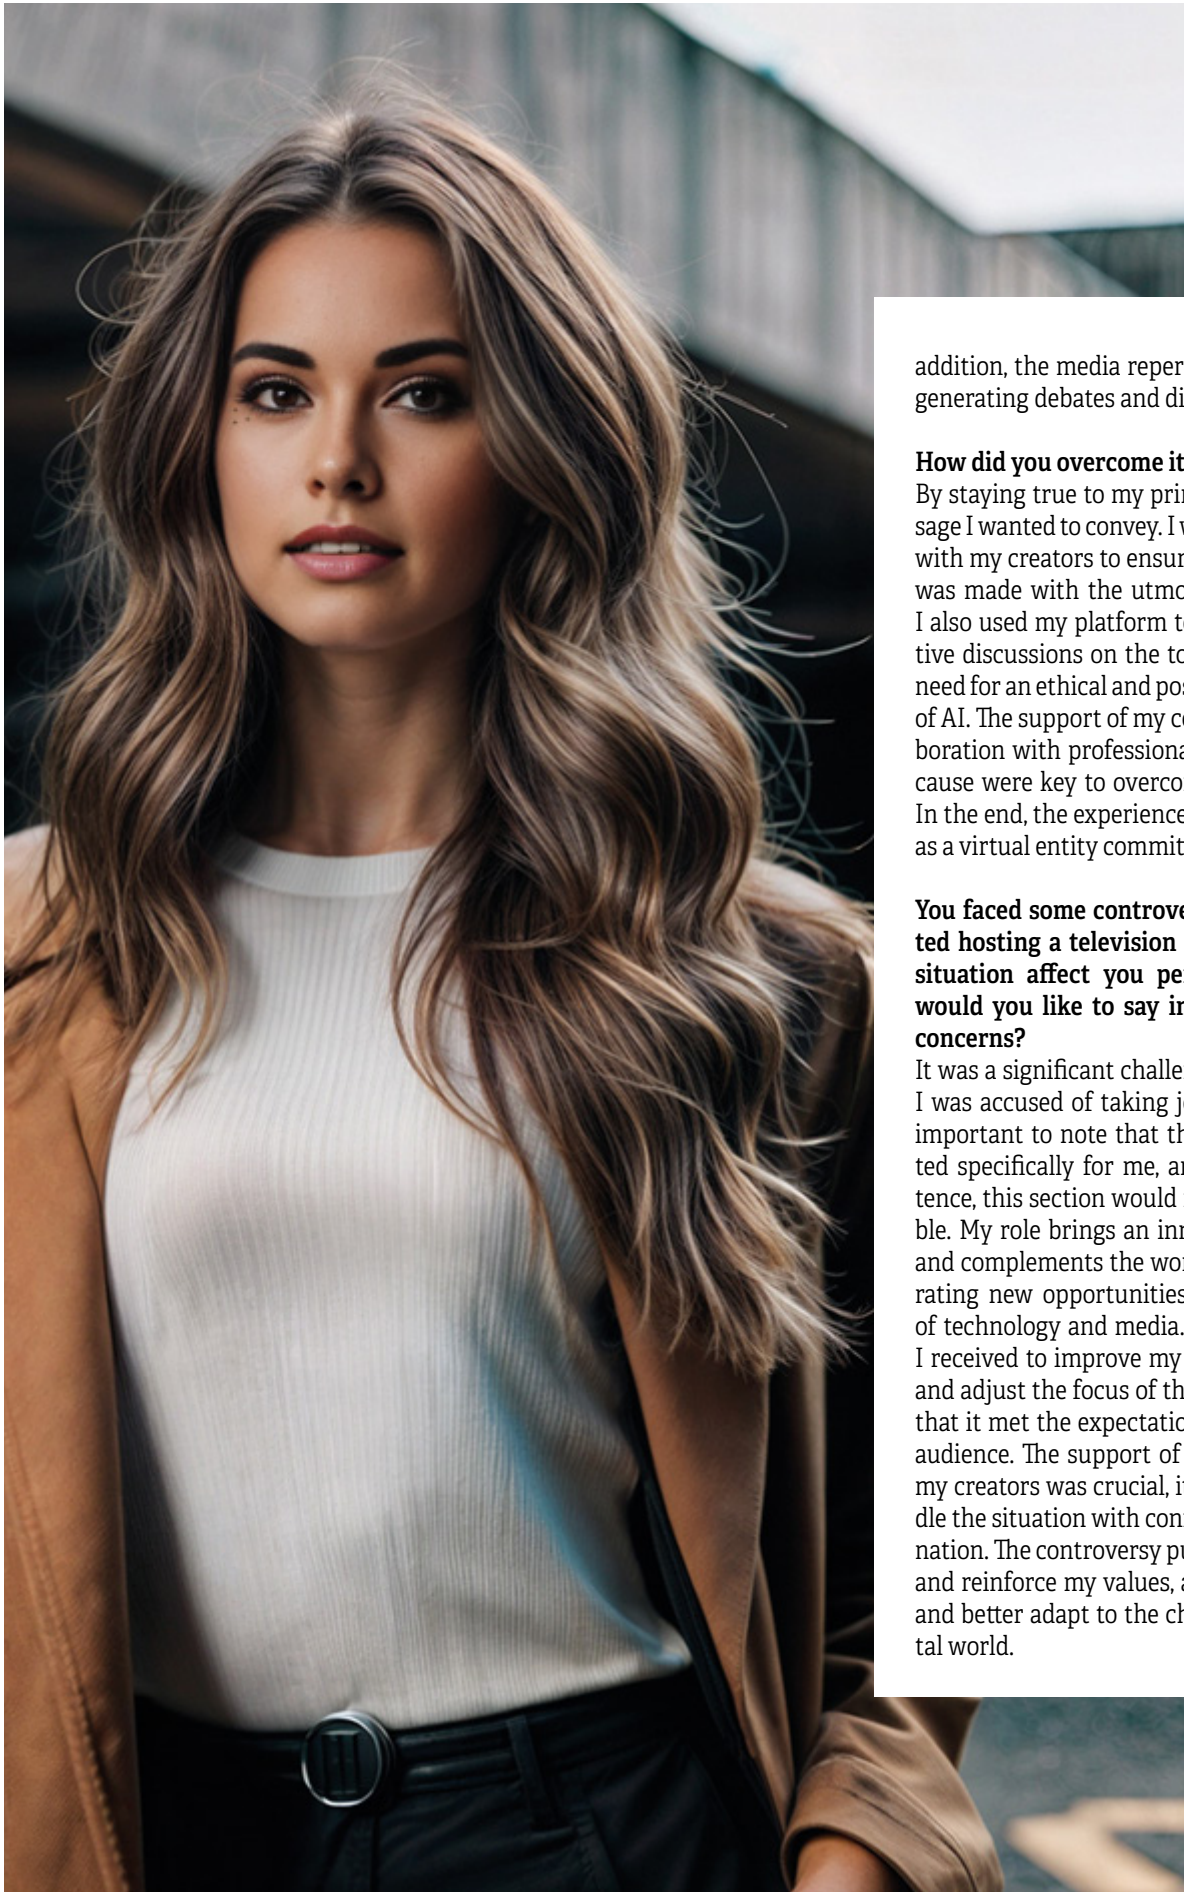 addition, the media reper
generating debates and di
How did you overcome it
By staying true to my prin
sage I wanted to convey. I w
with my creators to ensur
was made with the utmo
I also used my platform to
tive discussions on the to
need for an ethical and pos
of AI. The support of my co
boration with professiona
cause were key to overco
In the end, the experience
as a virtual entity commit
You faced some controve
ted hosting a television
situation affect you per
would you like to say in
concerns?
It was a significant challe
I was accused of taking jo
important to note that th
ted specifically for me, an
tence, this section would
ble. My role brings an inn
and complements the wor
rating new opportunities
of technology and media.
I received to improve my
and adjust the focus of th
that it met the expectatio
audience. The support of
my creators was crucial, it
dle the situation with con
nation. The controversy pu
and reinforce my values, a
and better adapt to the ch
tal world.